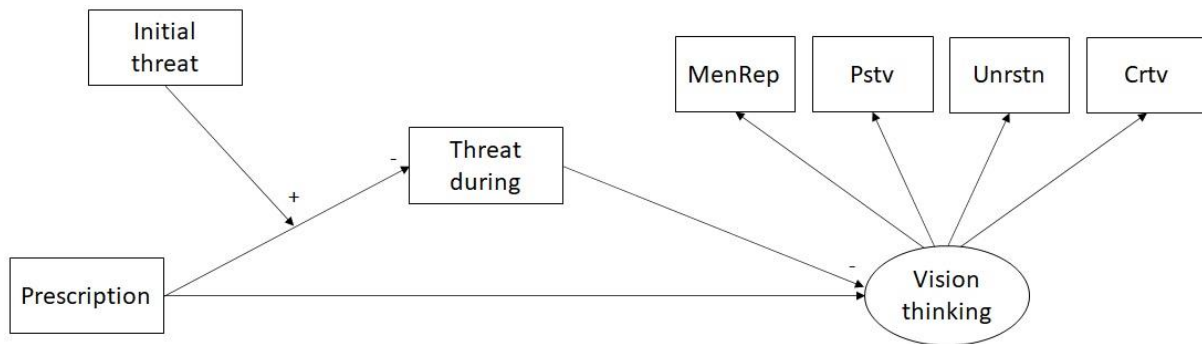 Initial
threat
MenRep
Pstv
Unrstn
Crtv
-
Threat
during
+
Prescription
-
Vision
thinking